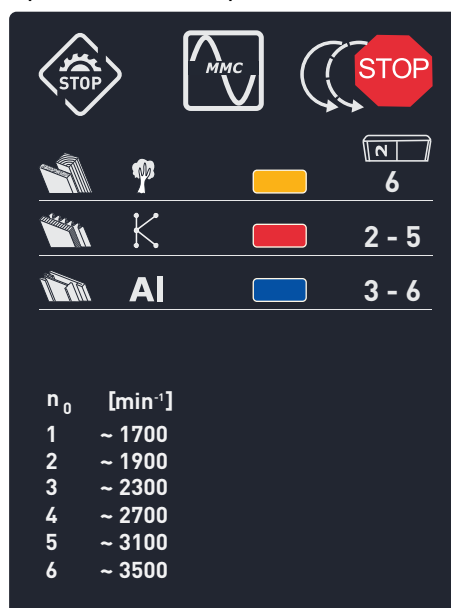 STOP
MMC
STOP
2
6
2 - 5
Al
3 - 6
n0 [min-1]
1 ~ 1700
2 ~ 1900
3 ~ 2300
4 ~ 2700
5 ~ 3100
6 ~ 3500